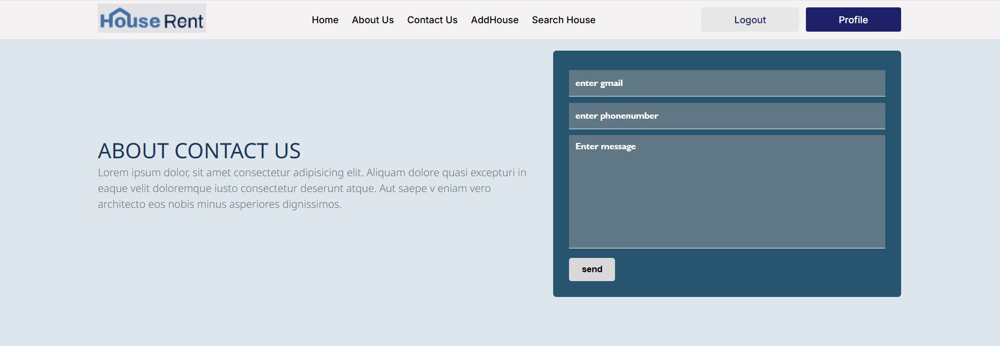 House Rent
Home About Us Contact Us AddHouse Search House
Logout
Profile
ABOUT CONTACT US
Lorem ipsum dolor, sit amet consectetur adipisicing elit. Aliquam dolore quasi excepturi in
eaque velit doloremque iusto consectetur deserunt atque. Aut saepe v eniam vero
architecto eos nobis minus asperiores dignissimos.
enter gmail
enter phonenumber
Enter message
send